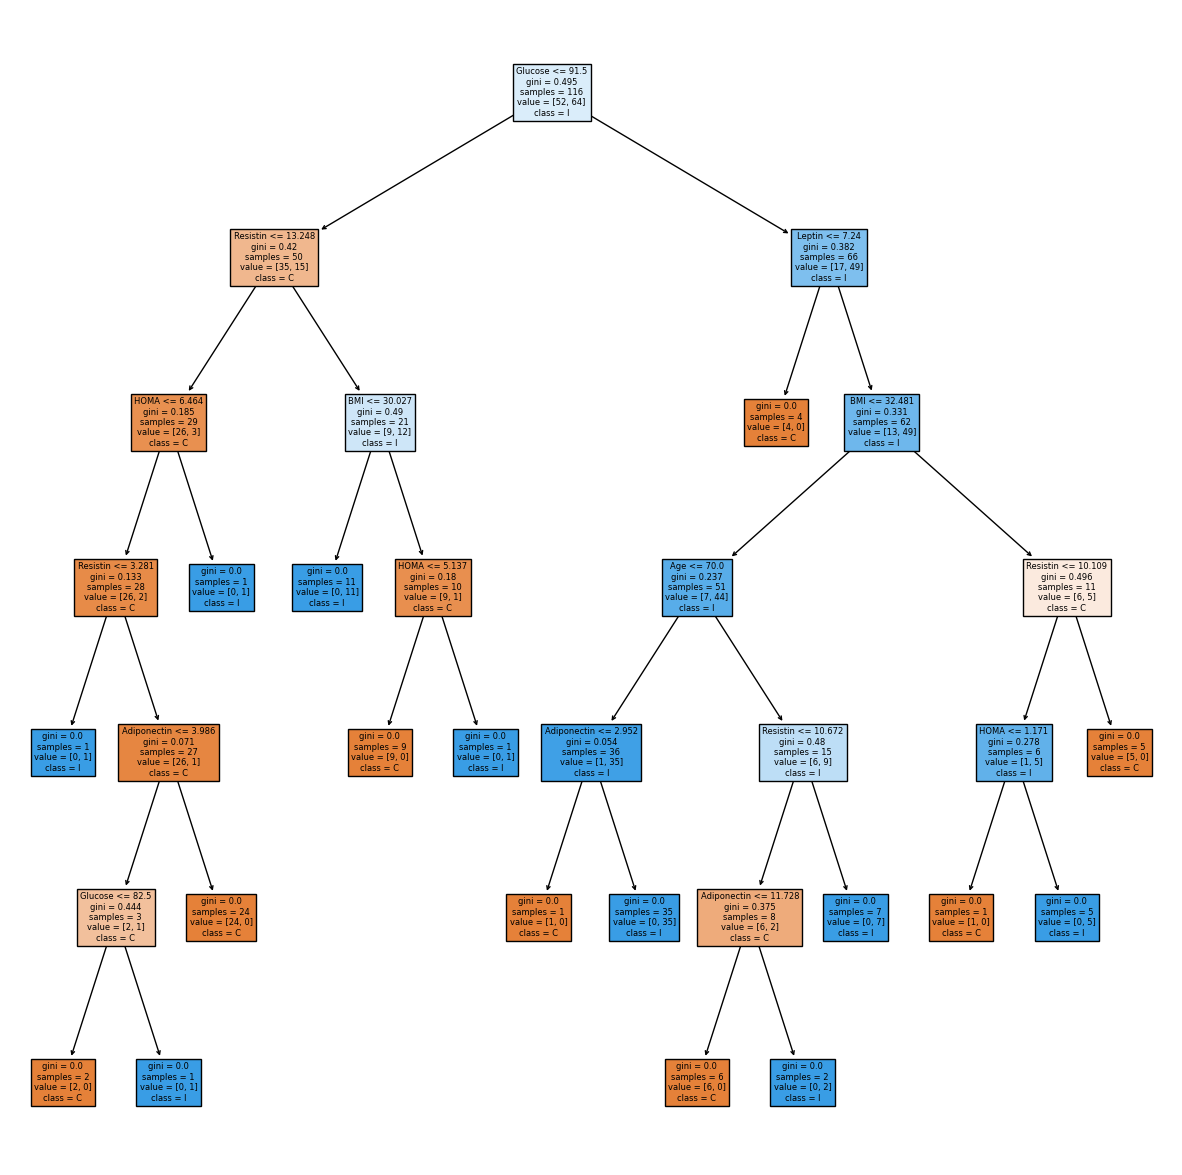 Glucose <= 91.5
gini = 0.495
samples = 116
value = [52, 64]
class = I
Resistin <= 13.248
gini = 0.42
samples = 50
value = [35, 15]
class = C
Leptin <= 7.24
gini = 0.382
samples = 66
value = [17, 49]
class = I
HOMA <= 6.464
gini = 0.185
samples = 29
value = [26, 3]
class = C
BMI <= 30.027
gini = 0.49
samples = 21
value = [9, 12]
class = I
gini = 0.0
samples = 4
value = [4, 0]
class = C
BMI <= 32.481
gini = 0.331
samples = 62
value = [13, 49]
class = I
Resistin <= 3.281
gini = 0.133
samples = 28
value = [26, 2]
class = C
gini = 0.0
samples = 1
value = [0, 1]
class = I
gini = 0.0
samples = 11
value = [0, 11]
class = I
HOMA <= 5.137
gini = 0.18
samples = 10
value = [9, 1]
class = C
Age <= 70.0
gini = 0.237
samples = 51
value = [7, 44]
class = I
Resistin <= 10.109
gini = 0.496
samples = 11
value = [6, 5]
class = C
gini = 0.0
samples = 1
value = [0, 1]
class = I
Adiponectin <= 3.986
gini = 0.071
samples = 27
value = [26, 1]
class = C
gini = 0.0
samples = 9
value = [9, 0]
class = C
gini = 0.0
samples = 1
value = [0, 1]
class = I
Adiponectin <= 2.952
gini = 0.054
samples = 36
value = [1, 35]
class = I
Resistin <= 10.672
gini = 0.48
samples = 15
value = [6, 9]
class = I
HOMA <= 1.171
gini = 0.278
samples = 6
value = [1, 5]
class = I
gini = 0.0
samples = 5
value = [5, 0]
class = C
Glucose <= 82.5
gini = 0.444
samples = 3
value = [2, 1]
class = C
gini = 0.0
samples = 24
value = [24, 0]
class = C
gini = 0.0
samples = 1
value = [1, 0]
class = C
gini = 0.0
samples = 35
value = [0, 35]
class = I
Adiponectin <= 11.728
gini = 0.375
samples = 8
value = [6, 2]
class = C
gini = 0.0
samples = 7
value = [0, 7]
class = I
gini = 0.0
samples = 1
value = [1, 0]
class = C
gini = 0.0
samples = 5
value = [0, 5]
class = I
gini = 0.0
samples = 2
value = [2, 0]
class = C
gini = 0.0
samples = 1
value = [0, 1]
class = I
gini = 0.0
samples = 6
value = [6, 0]
class = C
gini = 0.0
samples = 2
value = [0, 2]
class = I